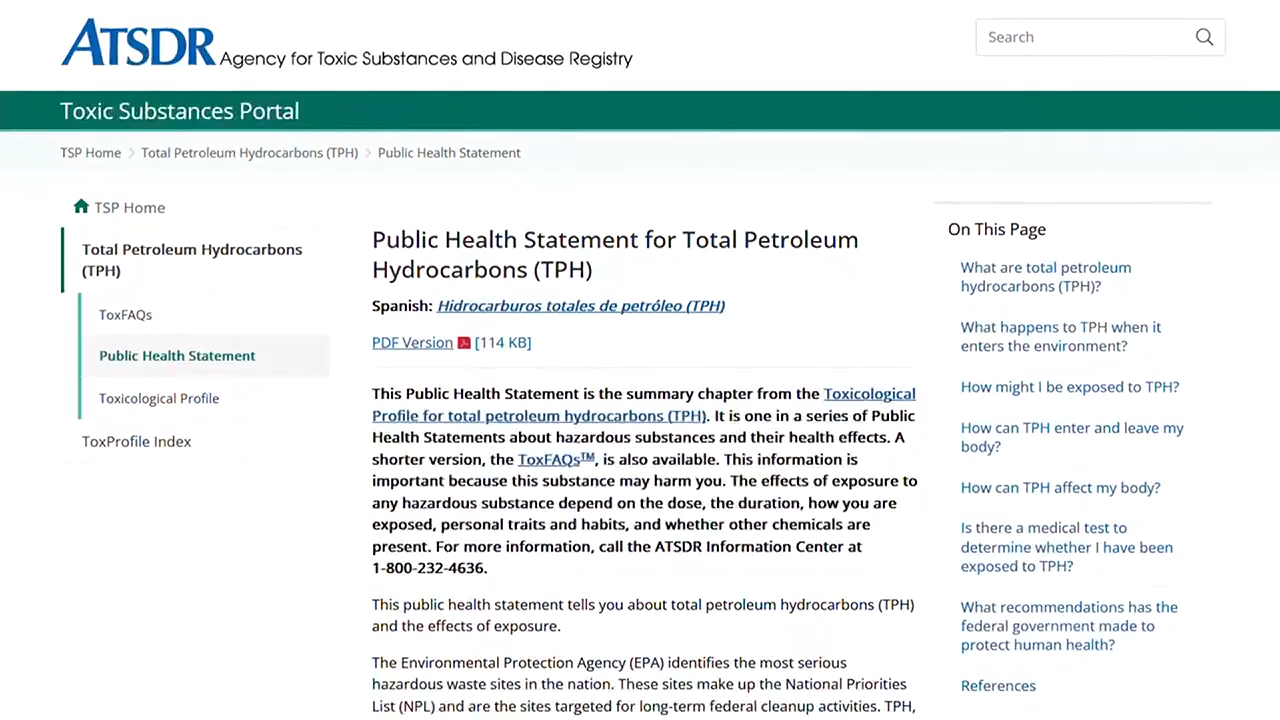 ATSDR Agency for Toxic Substances and Disease Registry
Search
Toxic Substances Portal
TSP Home > Total Petroleum Hydrocarbons (TPH) > Public Health Statement
TSP Home
Total Petroleum Hydrocarbons
(TPH)
ToxFAQs
Public Health Statement
Toxicological Profile
ToxProfile Index
Public Health Statement for Total Petroleum
Hydrocarbons (TPH)
Spanish: Hidrocarburos totales de petróleo (TPH)
PDF Version [114 KB]
This Public Health Statement is the summary chapter from the Toxicological
Profile for total petroleum hydrocarbons (TPH). It is one in a series of Public
Health Statements about hazardous substances and their health effects. A
shorter version, the ToxFAQs™, is also available. This information is
important because this substance may harm you. The effects of exposure to
any hazardous substance depend on the dose, the duration, how you are
exposed, personal traits and habits, and whether other chemicals are
present. For more information, call the ATSDR Information Center at
1-800-232-4636.
This public health statement tells you about total petroleum hydrocarbons (TPH)
and the effects of exposure.
The Environmental Protection Agency (EPA) identifies the most serious
hazardous waste sites in the nation. These sites make up the National Priorities
List (NPL) and are the sites targeted for long-term federal cleanup activities. TPH,
On This Page
What are total petroleum
hydrocarbons (TPH)?
What happens to TPH when it
enters the environment?
How might I be exposed to TPH?
How can TPH enter and leave my
body?
How can TPH affect my body?
Is there a medical test to
determine whether I have been
exposed to TPH?
What recommendations has the
federal government made to
protect human health?
References